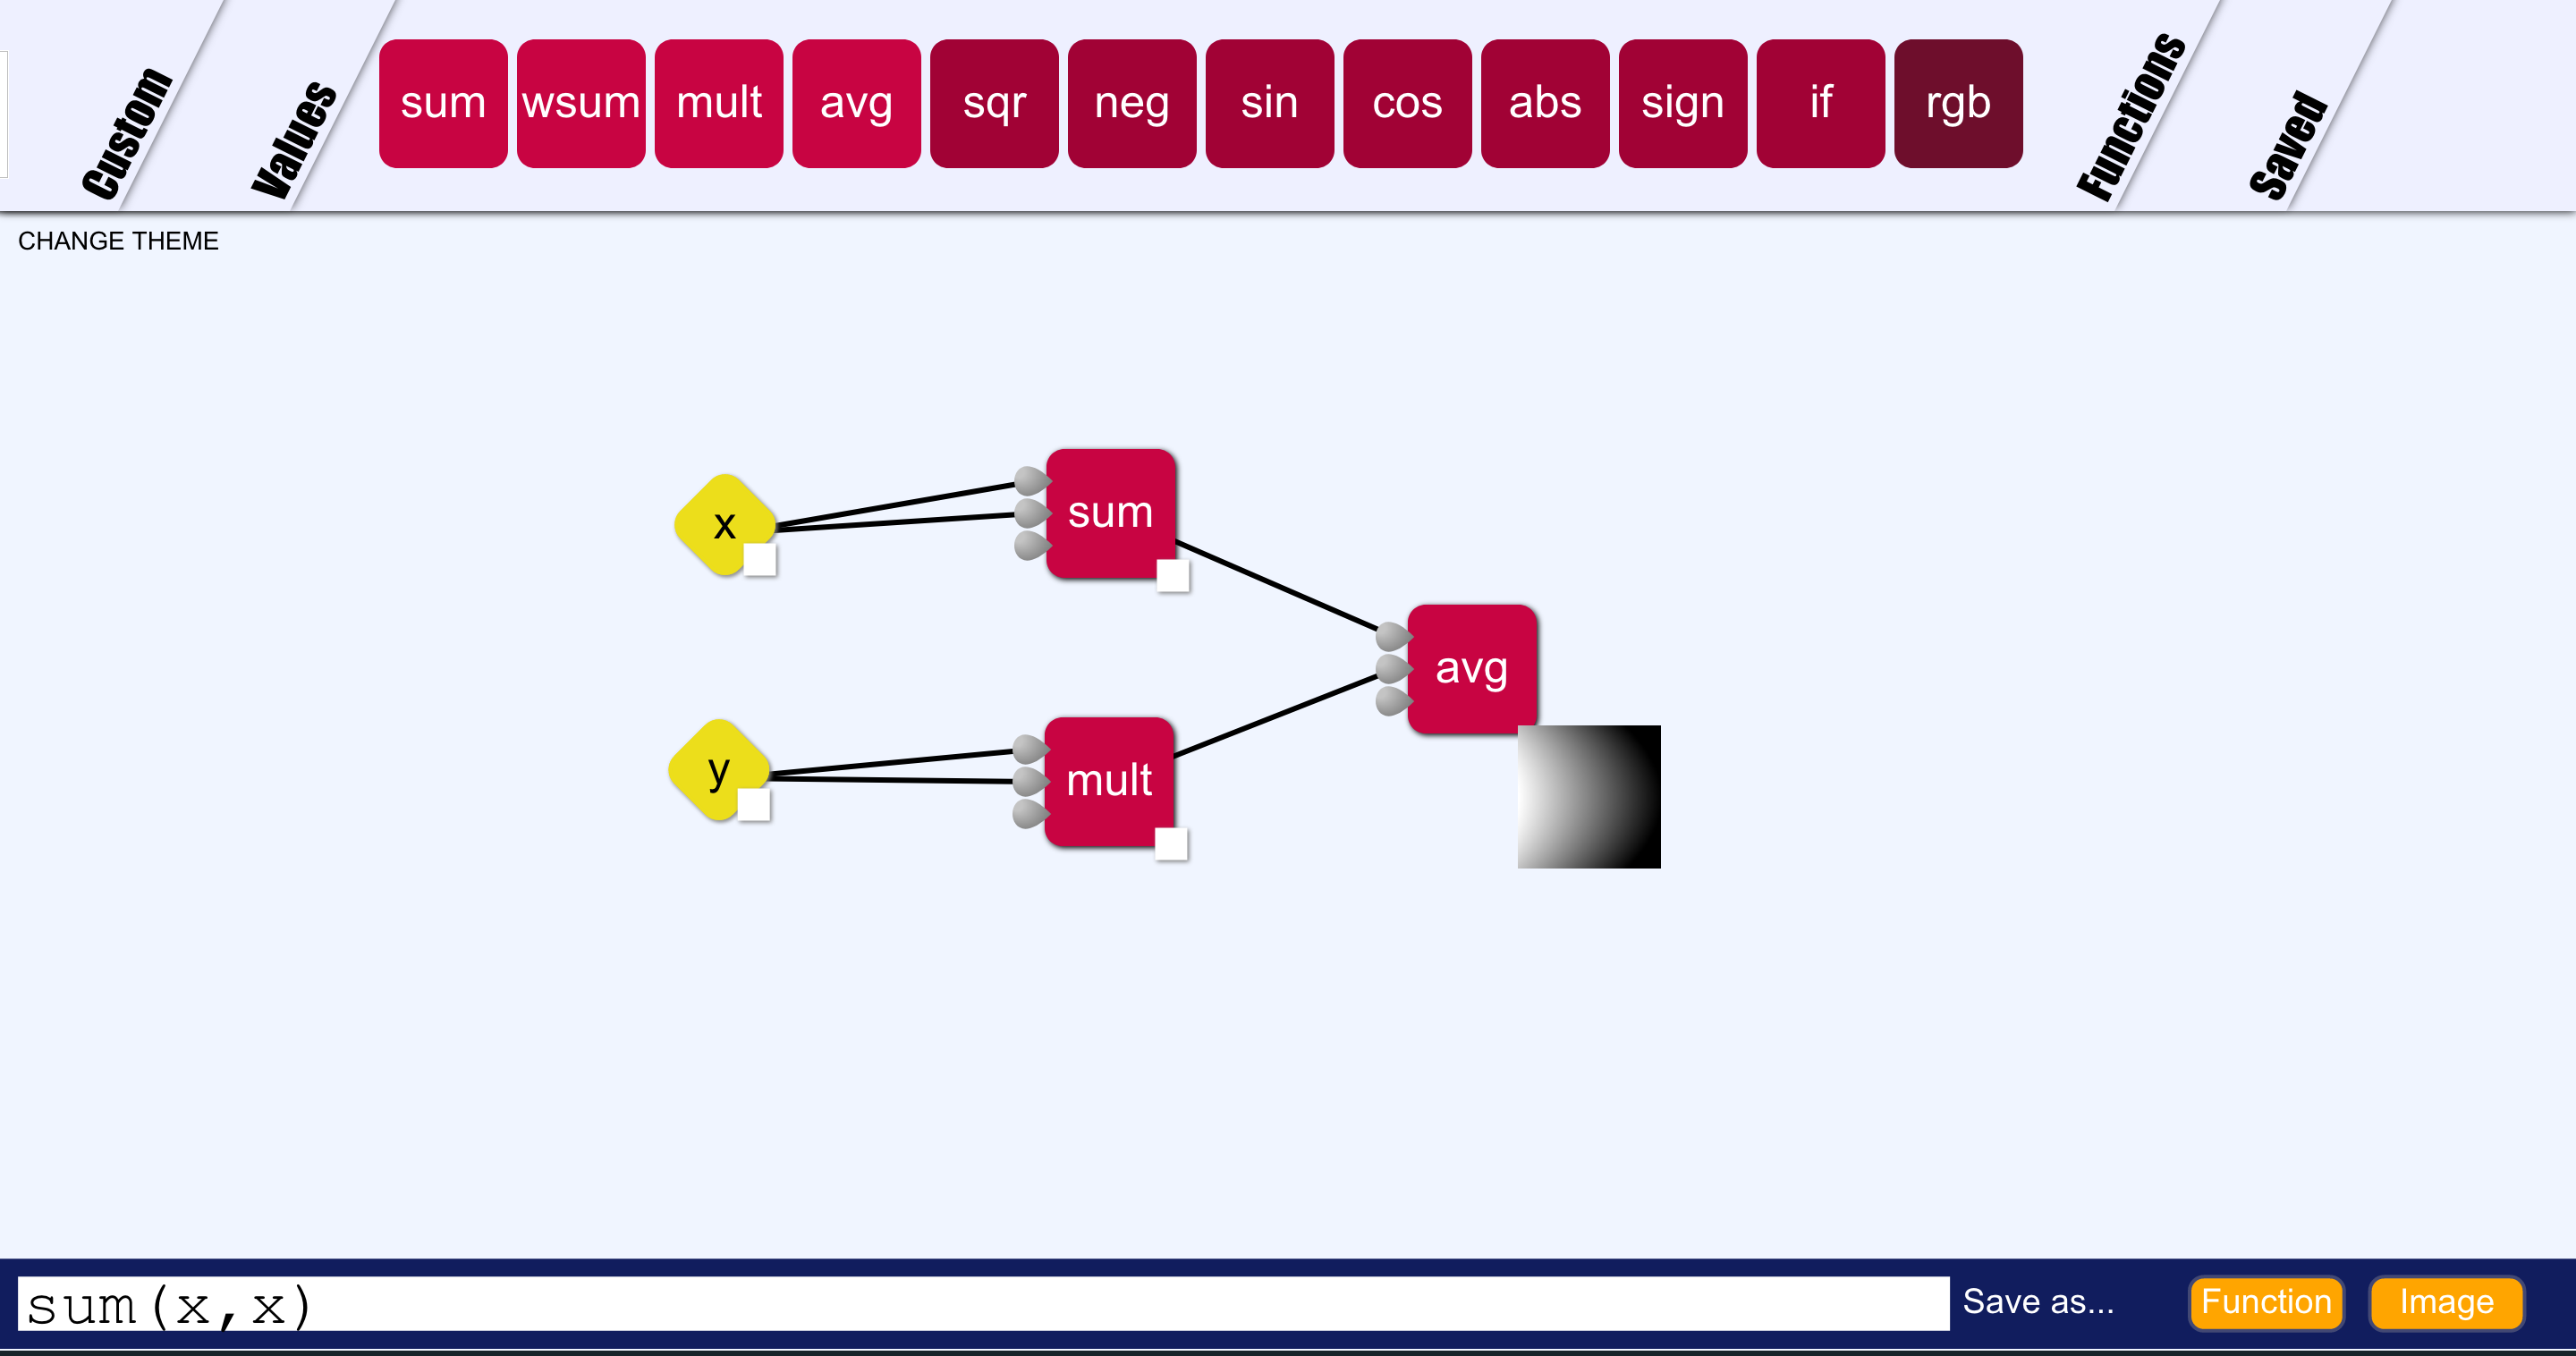 Custom
Values
sum wsum mult avg sqr neg sin cos abs sign if rgb
Functions
Saved
CHANGE THEME
x
sum
avg
y
mult
sum(x,x)
Save as...
Function
Image